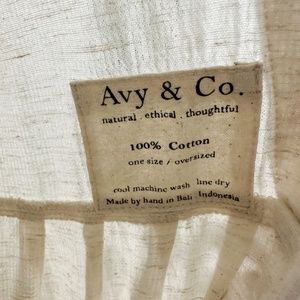 Avy & Co.
natural . ethical . thoughtful
100% Cotton
one size / oversized
cool machine wash line dry
Made by hand in Bali Indonesia